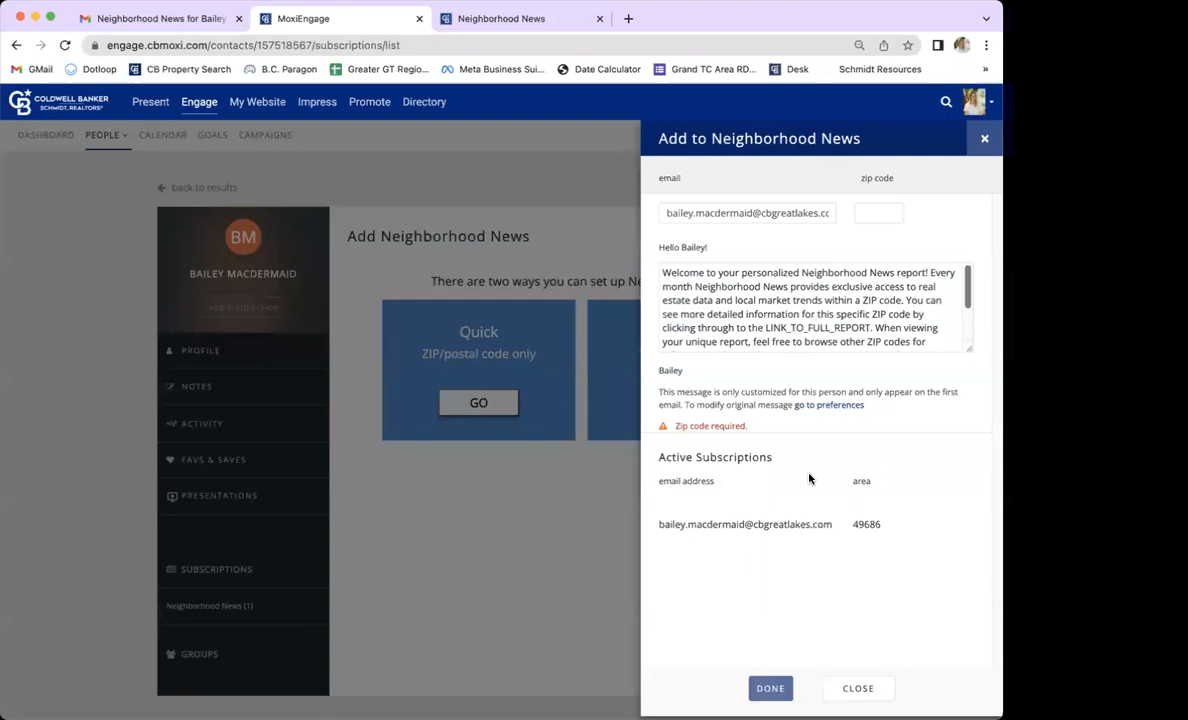 Neighborhood News for Bailey
MoxiEngage
Neighborhood News
engage.cbmoxi.com/contacts/157518567/subscriptions/list
GMail
Dotloop
CB Property Search
B.C. Paragon
Greater GT Regio...
Meta Business Sui...
Date Calculator
Grand TC Area RD...
Desk
Schmidt Resources
»
COLDWELL BANKER
SCHMIDT, REALTORS®
Present
Engage
My Website
Impress
Promote
Directory
DASHBOARD
PEOPLE
CALENDAR
GOALS
CAMPAIGNS
back to results
BM
BAILEY MACDERMAID
PROFILE
NOTES
ACTIVITY
FAVS & SAVES
PRESENTATIONS
SUBSCRIPTIONS
Neighborhood News (1)
GROUPS
Add Neighborhood News
There are two ways you can set up Ne
Quick
ZIP/postal code only
GO
Add to Neighborhood News
email
zip code
bailey.macdermaid@cbgreatlakes.cc
Hello Bailey!
Welcome to your personalized Neighborhood News report! Every
month Neighborhood News provides exclusive access to real
estate data and local market trends within a ZIP code. You can
see more detailed information for this specific ZIP code by
clicking through to the LINK_TO_FULL_REPORT. When viewing
your unique report, feel free to browse other ZIP codes for
Bailey
This message is only customized for this person and only appear on the first
email. To modify original message go to preferences
Zip code required.
Active Subscriptions
email address
area
bailey.macdermaid@cbgreatlakes.com
49686
DONE
CLOSE